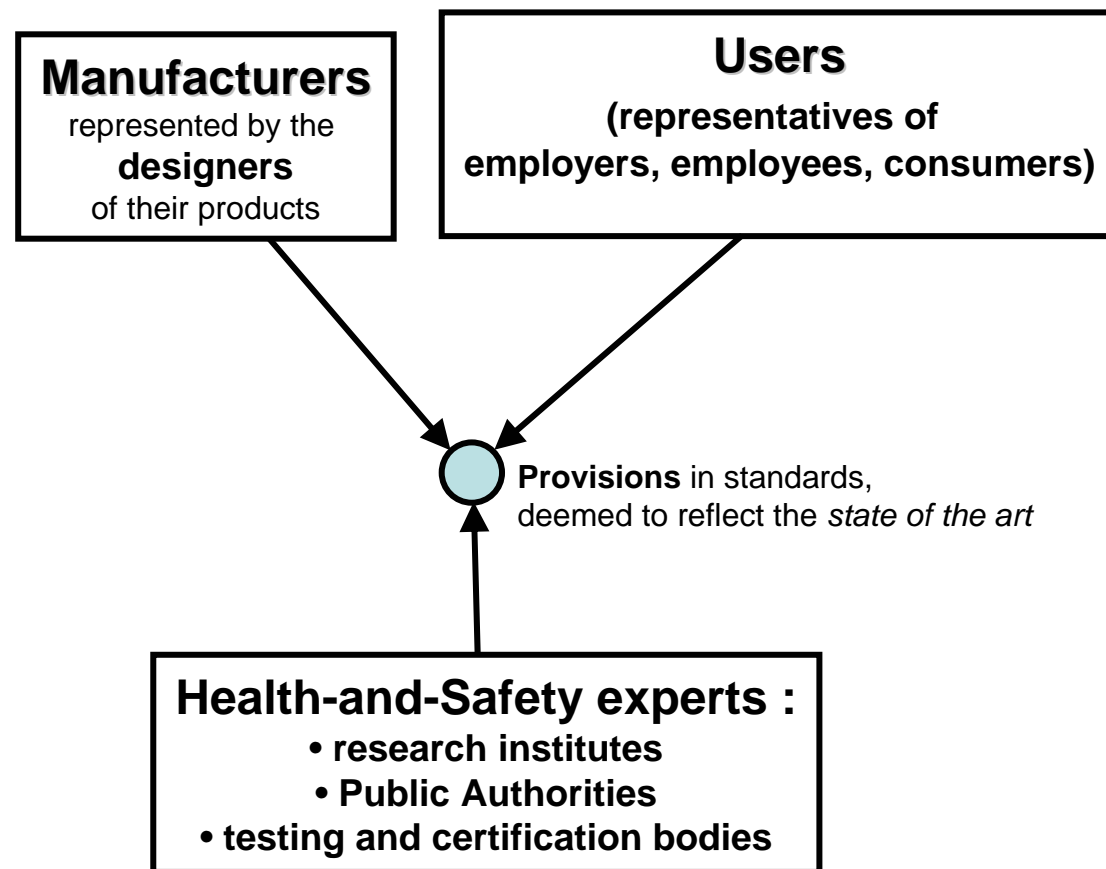 Manufacturers
represented by the
designers
of their products
Users
(representatives of
employers, employees, consumers)
Provisions in standards,
deemed to reflect the state of the art
Health-and-Safety experts :
• research institutes
• Public Authorities
• testing and certification bodies